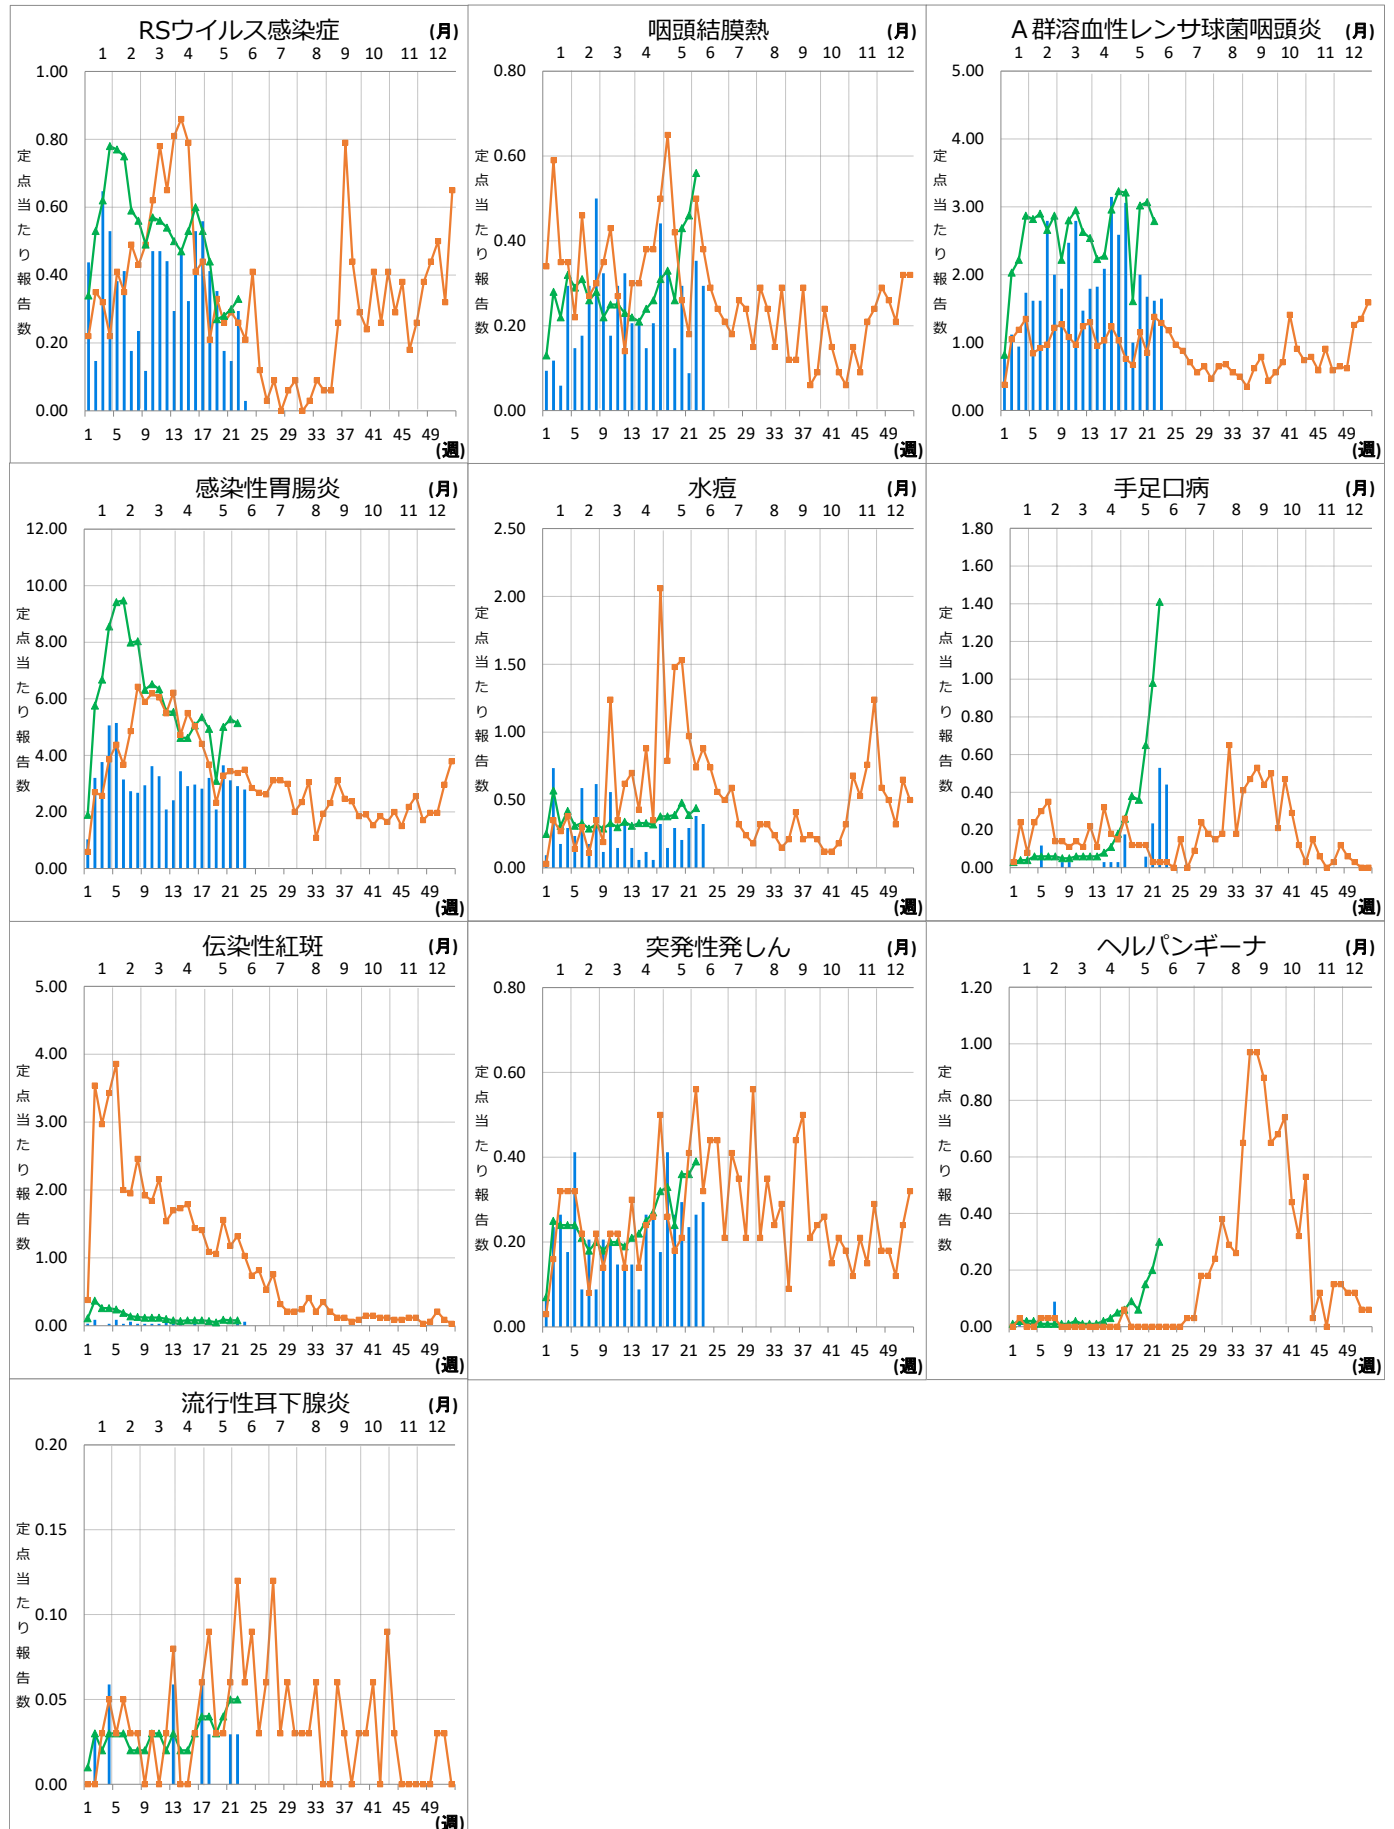 RSウイルス感染症
(月)
1 2 3 4 5 6 7 8 9 10 11 12
1.00
0.80
0.60
0.40
0.20
0.00
定点当たり報告数
1 5 9 13 17 21 25 29 33 37 41 45 49
(週)
咽頭結膜熱
(月)
1 2 3 4 5 6 7 8 9 10 11 12
0.80
0.60
0.40
0.20
0.00
定点当たり報告数
1 5 9 13 17 21 25 29 33 37 41 45 49
(週)
A群溶血性レンサ球菌咽頭炎
(月)
1 2 3 4 5 6 7 8 9 10 11 12
5.00
4.00
3.00
2.00
1.00
0.00
定点当たり報告数
1 5 9 13 17 21 25 29 33 37 41 45 49
(週)
感染性胃腸炎
(月)
1 2 3 4 5 6 7 8 9 10 11 12
12.00
10.00
8.00
6.00
4.00
2.00
0.00
定点当たり報告数
1 5 9 13 17 21 25 29 33 37 41 45 49
(週)
水痘
(月)
1 2 3 4 5 6 7 8 9 10 11 12
2.50
2.00
1.50
1.00
0.50
0.00
定点当たり報告数
1 5 9 13 17 21 25 29 33 37 41 45 49
(週)
手足口病
(月)
1 2 3 4 5 6 7 8 9 10 11 12
1.80
1.60
1.40
1.20
1.00
0.80
0.60
0.40
0.20
0.00
定点当たり報告数
1 5 9 13 17 21 25 29 33 37 41 45 49
(週)
伝染性紅斑
(月)
1 2 3 4 5 6 7 8 9 10 11 12
5.00
4.00
3.00
2.00
1.00
0.00
定点当たり報告数
1 5 9 13 17 21 25 29 33 37 41 45 49
(週)
突発性発しん
(月)
1 2 3 4 5 6 7 8 9 10 11 12
0.80
0.60
0.40
0.20
0.00
定点当たり報告数
1 5 9 13 17 21 25 29 33 37 41 45 49
(週)
ヘルパンギーナ
(月)
1 2 3 4 5 6 7 8 9 10 11 12
1.20
1.00
0.80
0.60
0.40
0.20
0.00
定点当たり報告数
1 5 9 13 17 21 25 29 33 37 41 45 49
(週)
流行性耳下腺炎
(月)
1 2 3 4 5 6 7 8 9 10 11 12
0.20
0.15
0.10
0.05
0.00
定点当たり報告数
1 5 9 13 17 21 25 29 33 37 41 45 49
(週)